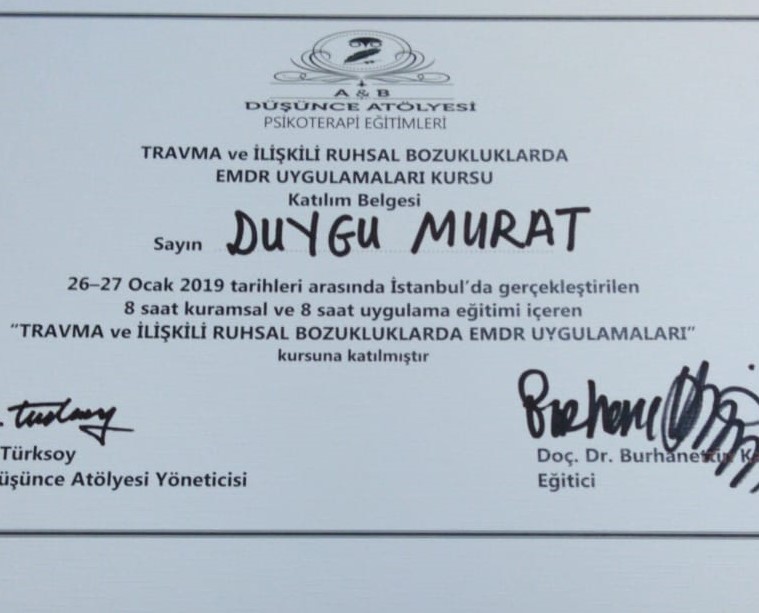 A & B
DÜŞÜNCE ATÖLYESİ
PSİKOTERAPİ EĞİTİMLERİ
TRAVMA ve İLİŞKİLİ RUHSAL BOZUKLUKLARDA
EMDR UYGULAMALARI KURSU
Katılım Belgesi
Sayın DUYGU MURAT
26–27 Ocak 2019 tarihleri arasında İstanbul'da gerçekleştirilen
8 saat kuramsal ve 8 saat uygulama eğitimi içeren
"TRAVMA ve İLİŞKİLİ RUHSAL BOZUKLUKLARDA EMDR UYGULAMALARI"
kursuna katılmıştır
Türksoy
üşünce Atölyesi Yöneticisi
Doç. Dr. Burhanettin K
Eğitici